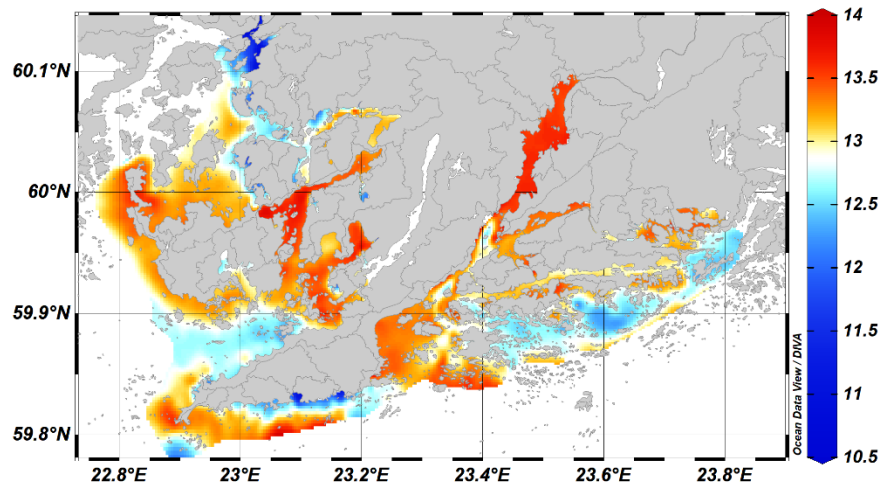 14
60.1°N
13.5
13
60°N
12.5
12
59.9°N
11.5
11
59.8°N
10.5
22.8°E 23°E 23.2°E 23.4°E 23.6°E 23.8°E
Ocean Data View / DIVA